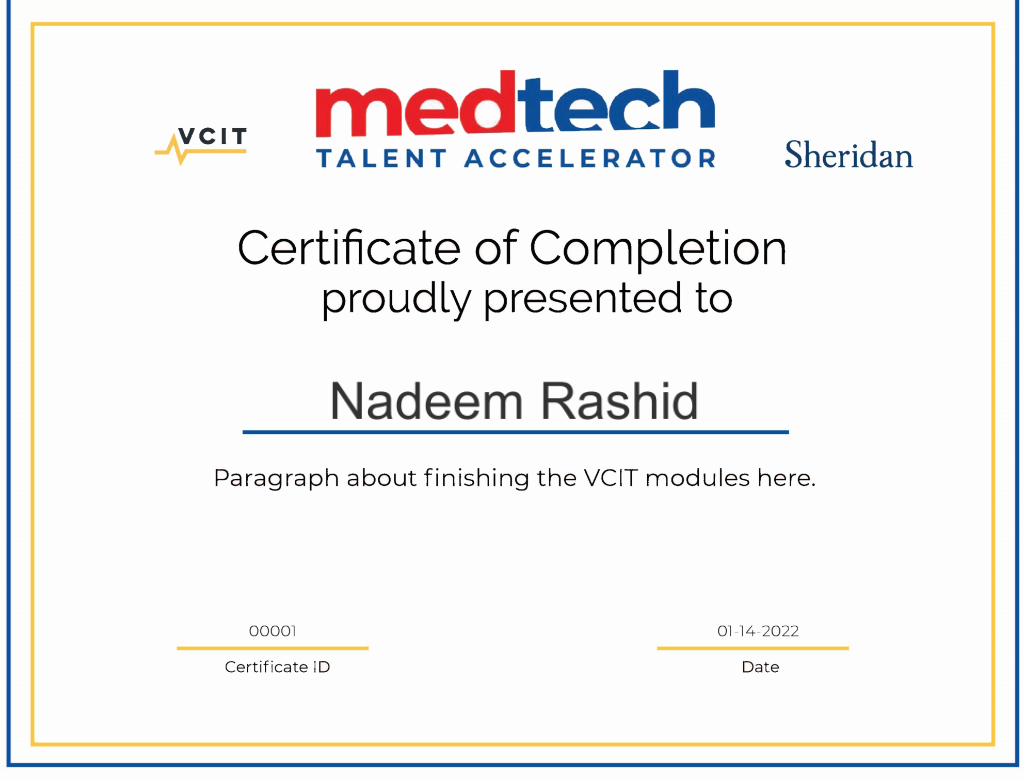 VCIT
medtech
TALENT ACCELERATOR
Sheridan
Certificate of Completion
proudly presented to
Nadeem Rashid
Paragraph about finishing the VCIT modules here.
00001
Certificate ID
01-14-2022
Date